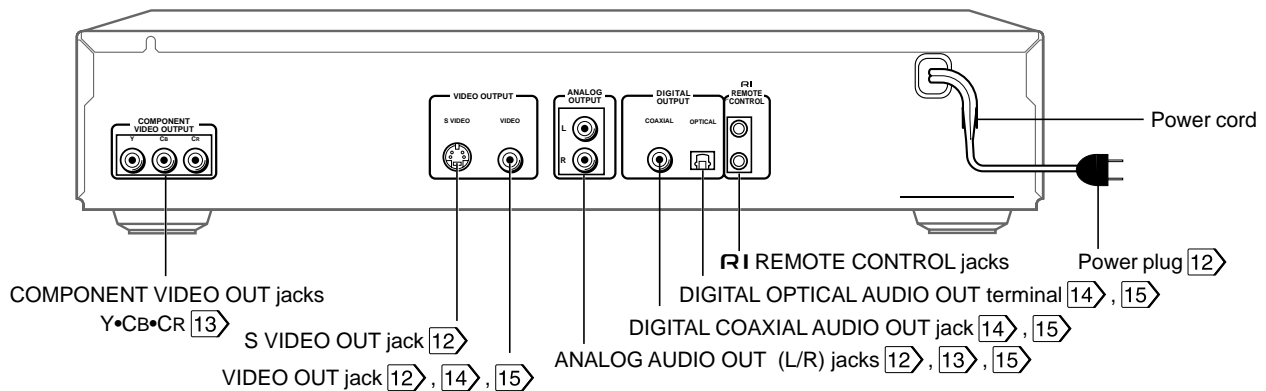 RI
REMOTE
CONTROL
VIDEO OUTPUT
ANALOG
OUTPUT
DIGITAL
OUTPUT
COMPONENT
VIDEO OUTPUT
S VIDEO
VIDEO
L
R
COAXIAL
OPTICAL
Y
CB
CR
Power cord
RI REMOTE CONTROL jacks
Power plug 12
COMPONENT VIDEO OUT jacks
Y•CB•CR 13
DIGITAL OPTICAL AUDIO OUT terminal 14 , 15
S VIDEO OUT jack 12
DIGITAL COAXIAL AUDIO OUT jack 14 , 15
VIDEO OUT jack 12 , 14 , 15
ANALOG AUDIO OUT (L/R) jacks 12 , 13 , 15